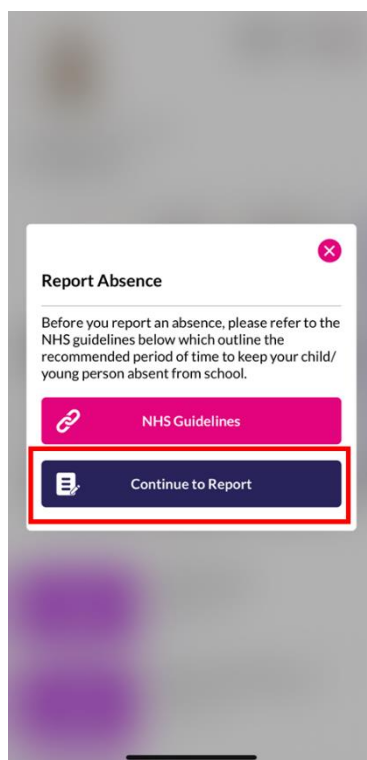 Report Absence
Before you report an absence, please refer to the
NHS guidelines below which outline the
recommended period of time to keep your child/
young person absent from school.
NHS Guidelines
Continue to Report